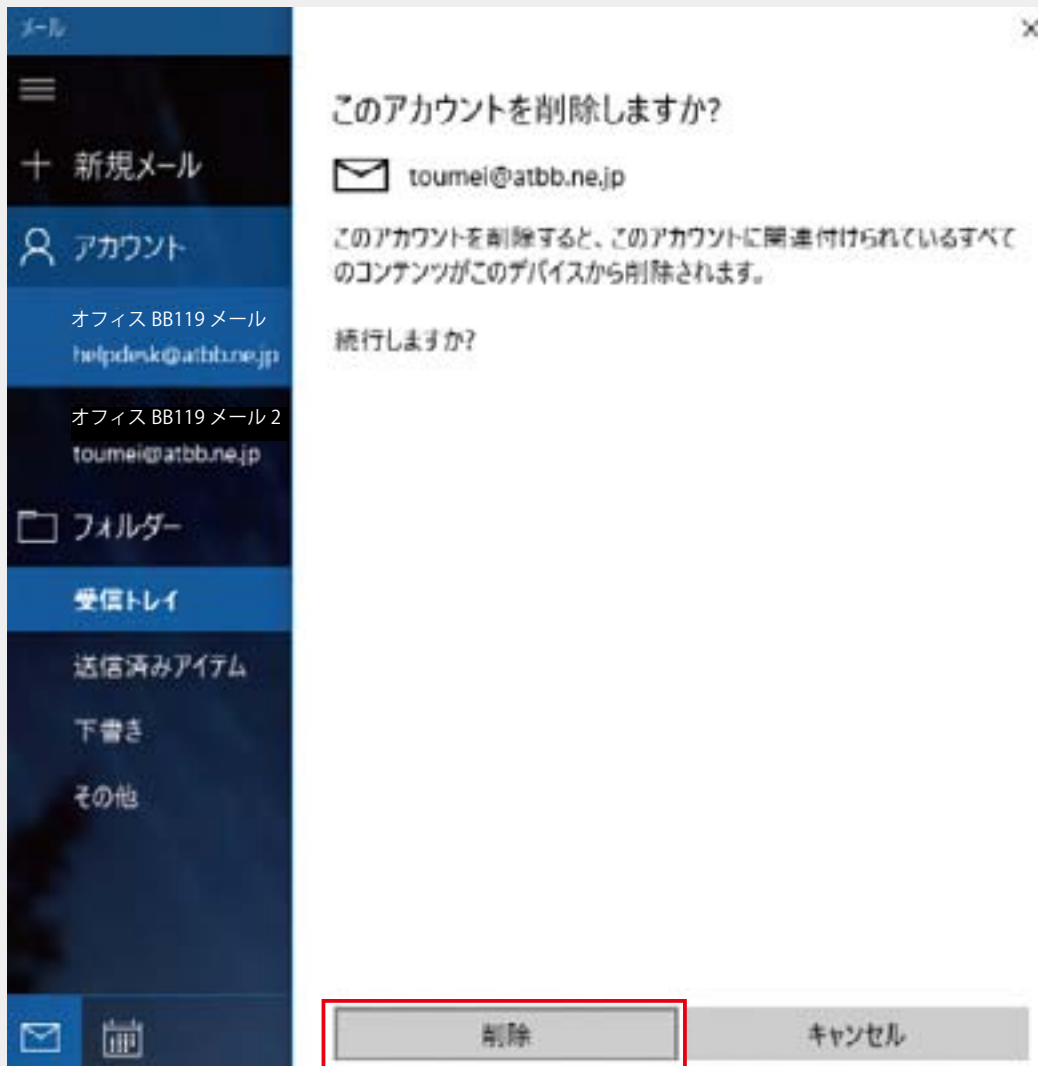 メール
新規メール
アカウント
オフィス BB119 メール
helpdesk@atbb.ne.jp
オフィス BB119 メール 2
toumei@atbb.ne.jp
フォルダー
受信トレイ
送信済みアイテム
下書き
その他
このアカウントを削除しますか?
toumei@atbb.ne.jp
このアカウントを削除すると、このアカウントに関連付けられているすべて
のコンテンツがこのデバイスから削除されます。
続行しますか?
削除
キャンセル